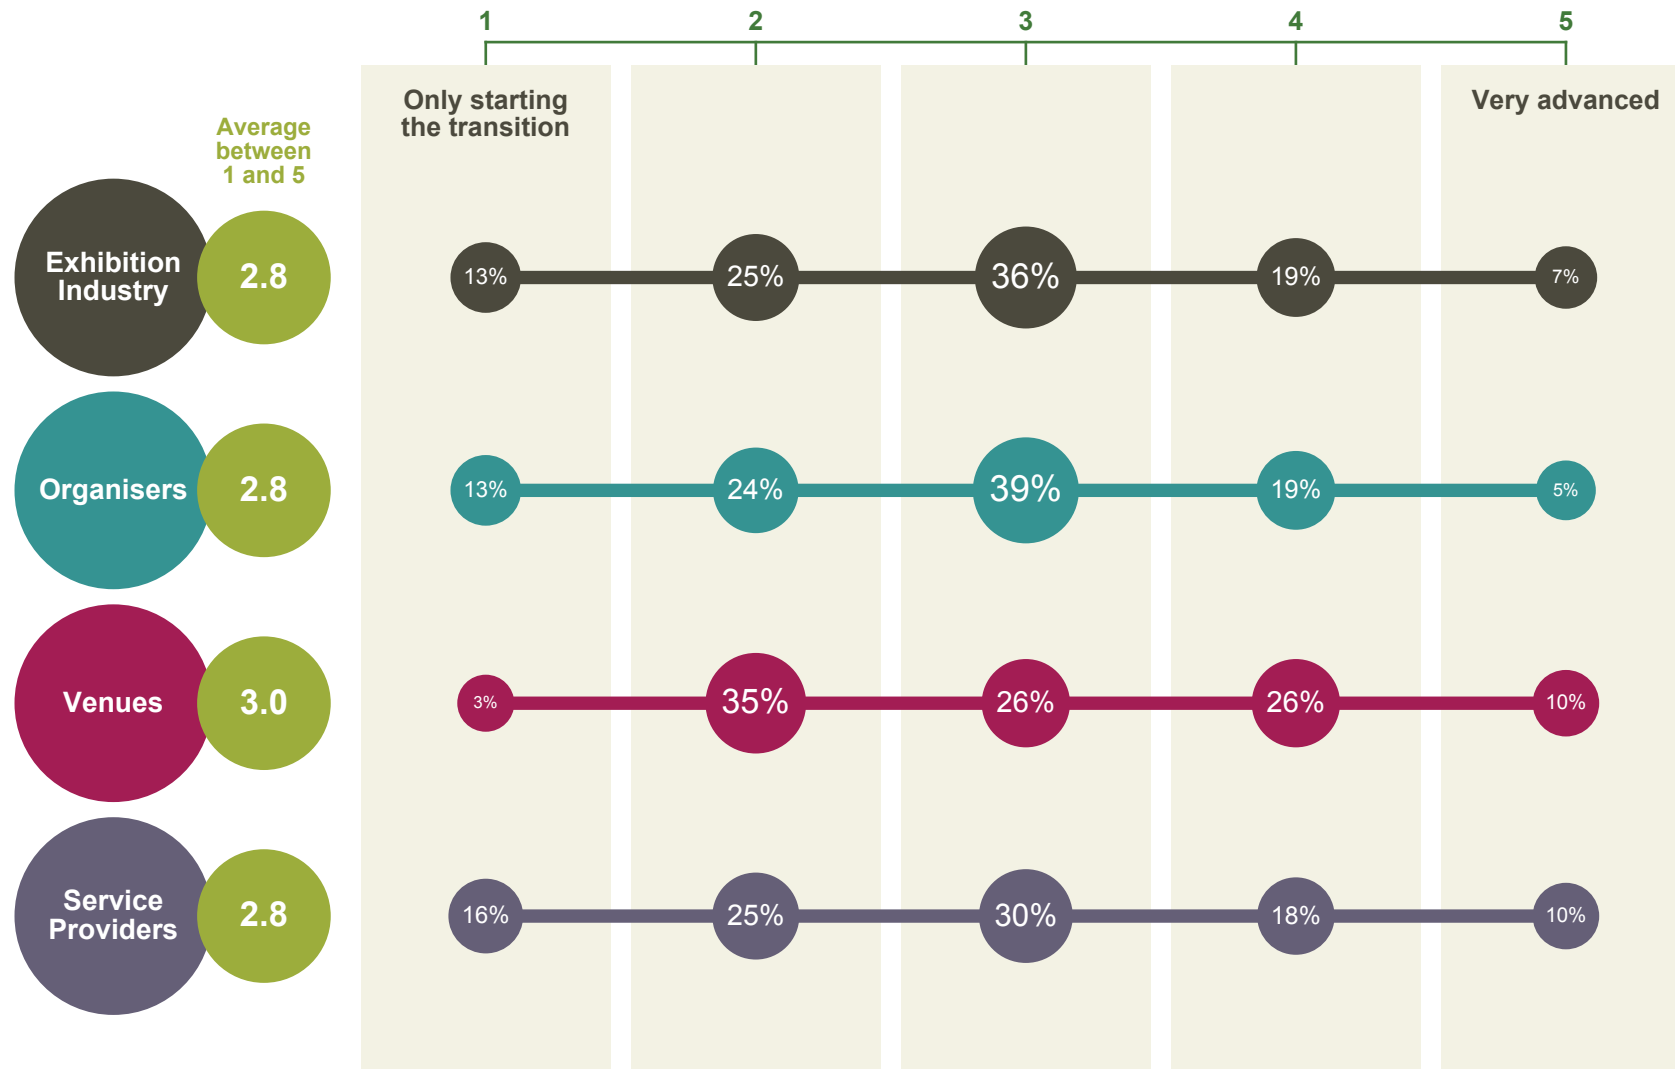 1 2 3 4 5
Only starting
the transition
Very advanced
Average
between
1 and 5
Exhibition
Industry
2.8
13% 25% 36% 19% 7%
Organisers
2.8
13% 24% 39% 19% 5%
Venues
3.0
3% 35% 26% 26% 10%
Service
Providers
2.8
16% 25% 30% 18% 10%